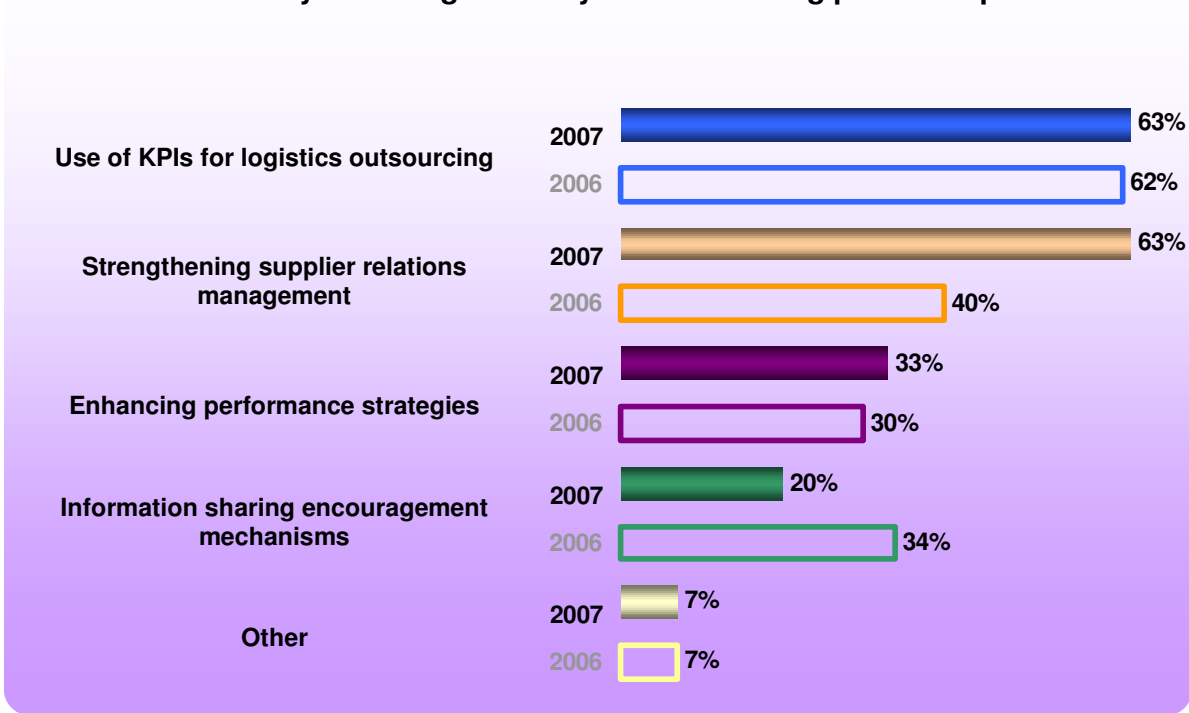 2007
63%
Use of KPIs for logistics outsourcing
2006
62%
2007
63%
Strengthening supplier relations
management
2006
40%
2007
33%
Enhancing performance strategies
2006
30%
2007
20%
Information sharing encouragement
mechanisms
2006
34%
2007
7%
Other
2006
7%